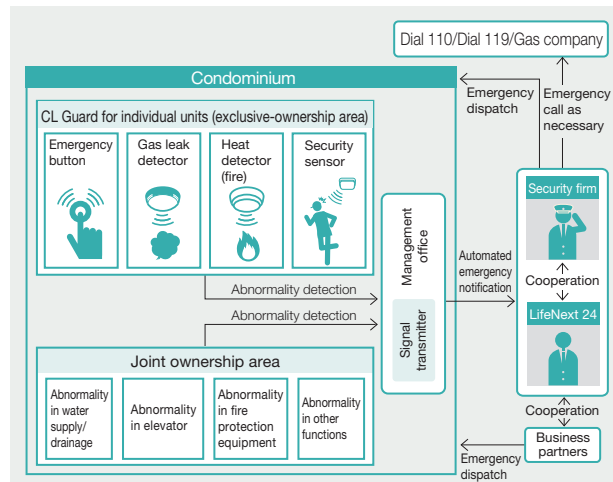 Dial 110/Dial 119/Gas company
Condominium
Emergency
dispatch
Emergency
call as
necessary
CL Guard for individual units (exclusive-ownership area)
Emergency
button
Gas leak
detector
Heat
detector
(fire)
Security
sensor
Management
office
Signal
transmitter
Security firm
Automated
emergency
notification
Cooperation
LifeNext 24
Abnormality detection
Abnormality detection
Joint ownership area
Abnormality
in water
supply/
drainage
Abnormality
in elevator
Abnormality
in fire
protection
equipment
Abnormality
in other
functions
Cooperation
Business
partners
Emergency
dispatch